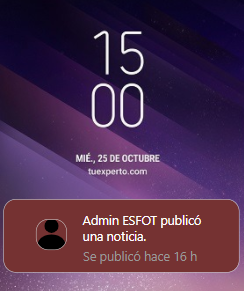 15
00
MIÉ., 25 DE OCTUBRE
tuexperto.com
Admin ESFOT publicó
una noticia.
Se publicó hace 16 h